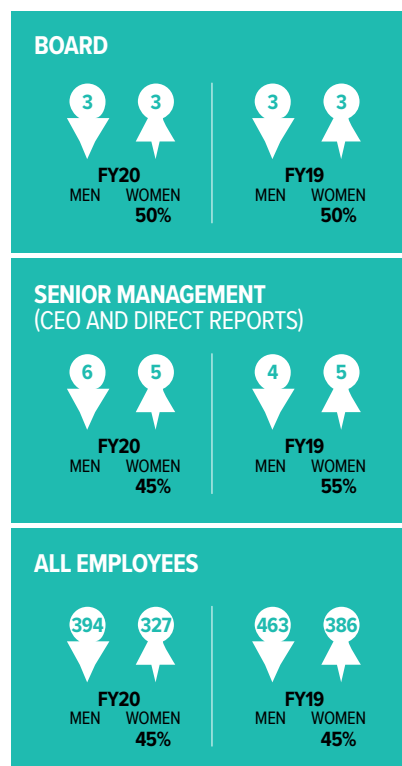 BOARD
3 3 3 3
FY20 FY19
MEN WOMEN MEN WOMEN
50% 50%
SENIOR MANAGEMENT
(CEO AND DIRECT REPORTS)
6 5 4 5
FY20 FY19
MEN WOMEN MEN WOMEN
45% 55%
ALL EMPLOYEES
394 327 463 386
FY20 FY19
MEN WOMEN MEN WOMEN
45% 45%